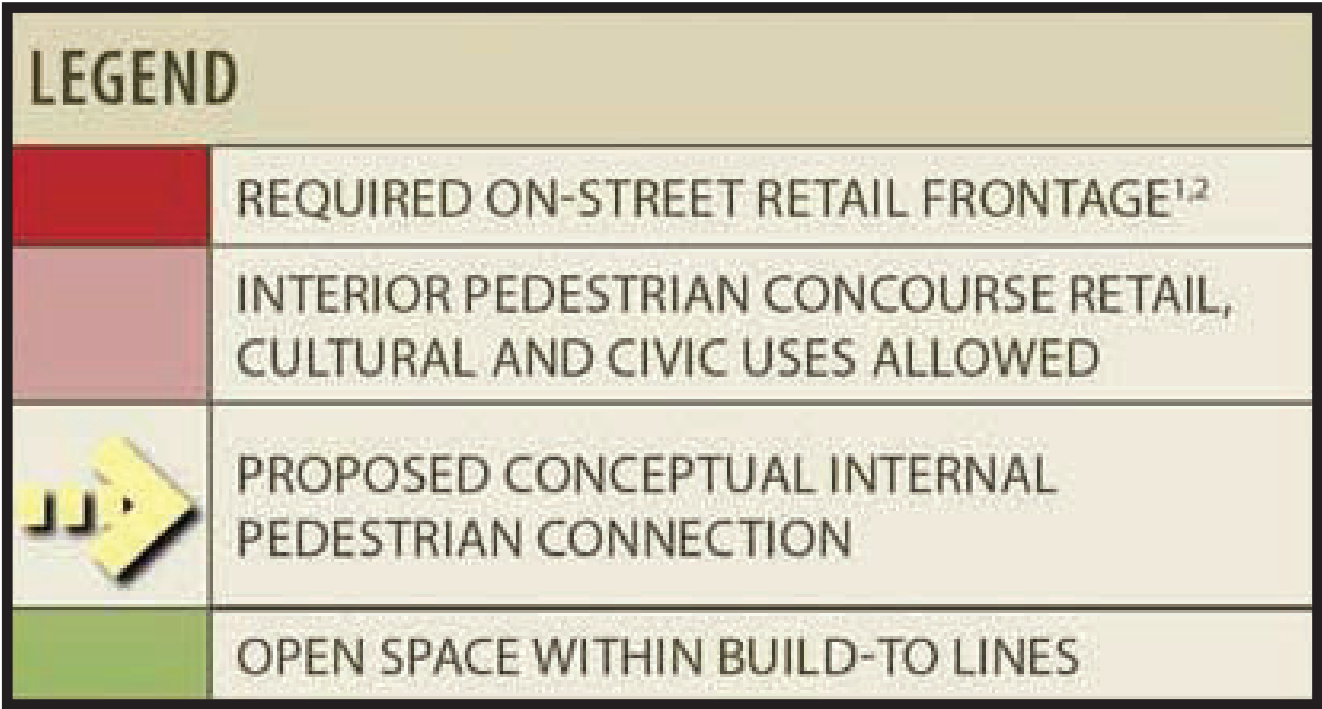 LEGEND
REQUIRED ON-STREET RETAIL FRONTAGE¹,²
INTERIOR PEDESTRIAN CONCOURSE RETAIL,
CULTURAL AND CIVIC USES ALLOWED
PROPOSED CONCEPTUAL INTERNAL
PEDESTRIAN CONNECTION
OPEN SPACE WITHIN BUILD-TO LINES